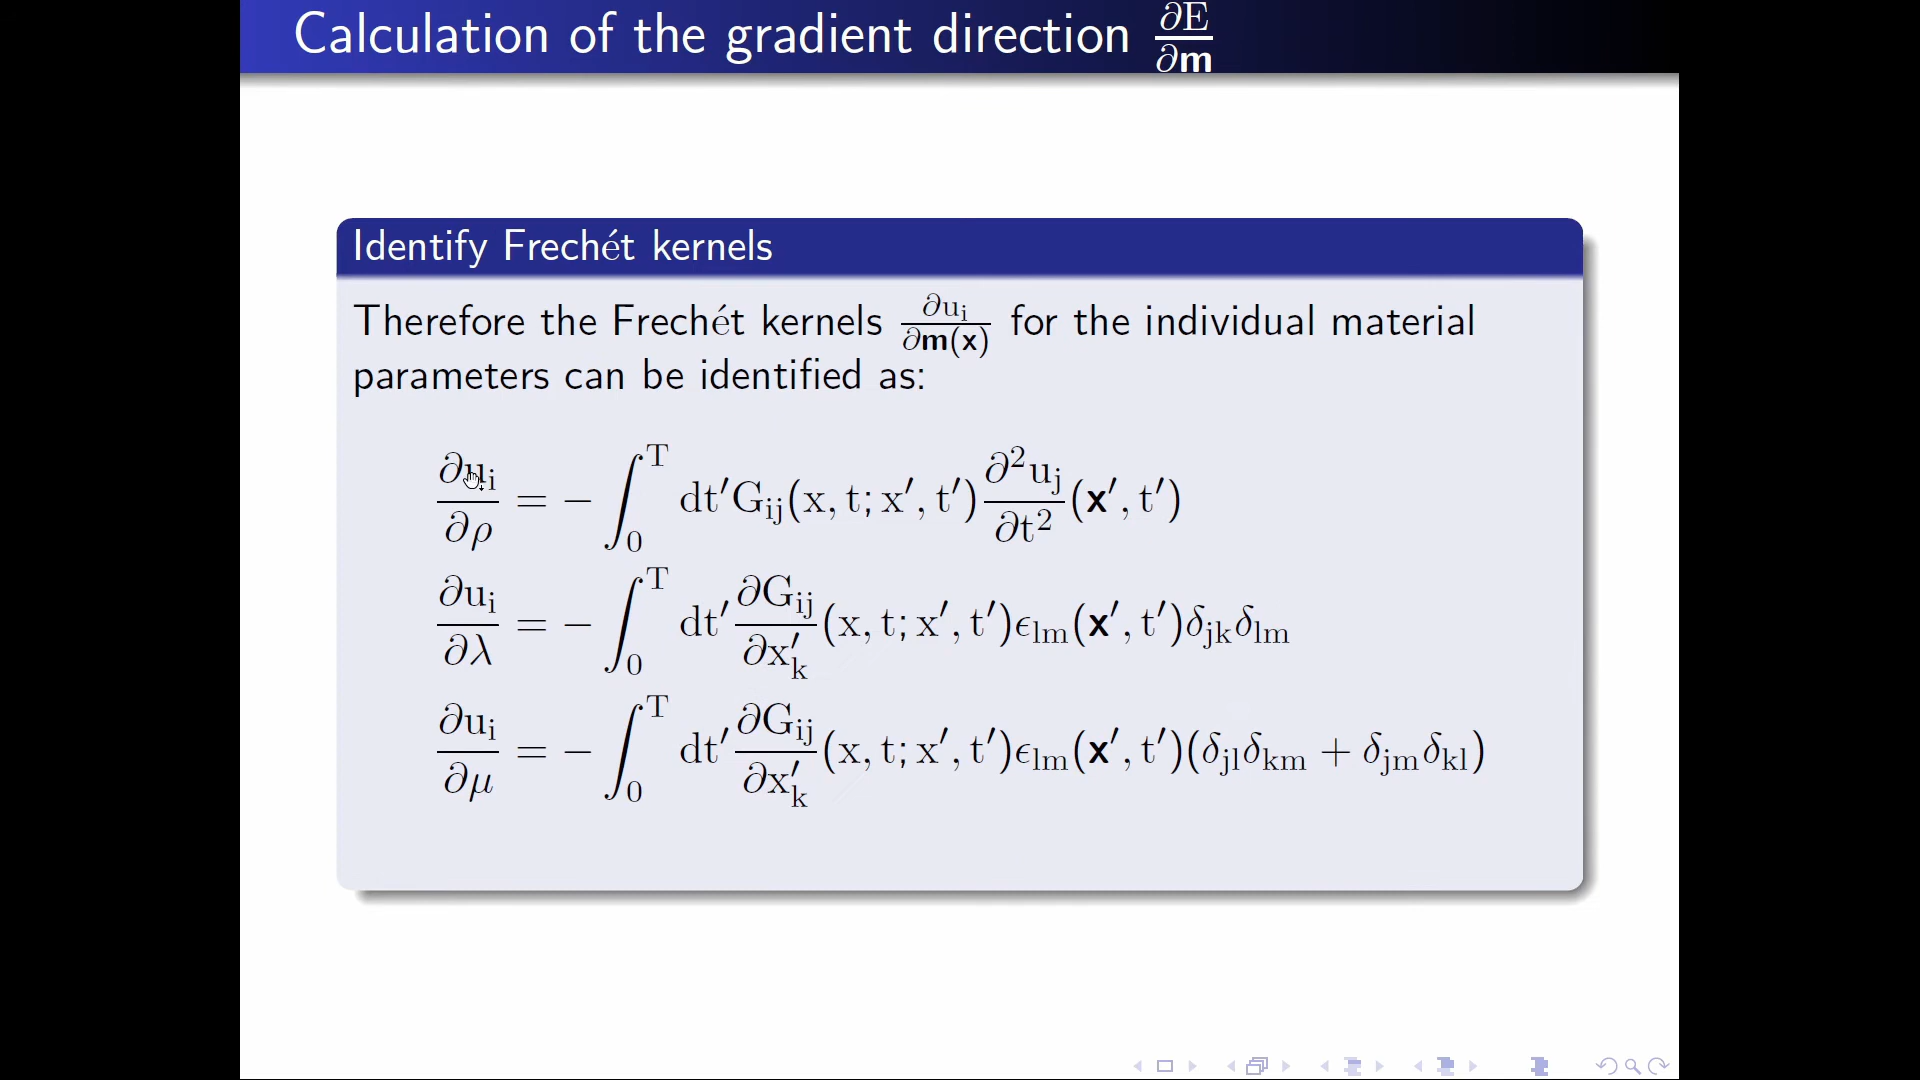 Calculation of the gradient direction ∂E/∂m
Identify Frechét kernels
Therefore the Frechét kernels ∂uᵢ/∂m(x) for the individual material
parameters can be identified as:
∂uᵢ/∂ρ = − ∫₀ᵀ dt′ Gᵢⱼ(x, t; x′, t′) ∂²uⱼ/∂t² (x′, t′)
∂uᵢ/∂λ = − ∫₀ᵀ dt′ ∂Gᵢⱼ/∂x′ₖ (x, t; x′, t′)ϵₗₘ(x′, t′)δⱼₖδₗₘ
∂uᵢ/∂μ = − ∫₀ᵀ dt′ ∂Gᵢⱼ/∂x′ₖ (x, t; x′, t′)ϵₗₘ(x′, t′)(δⱼₗδₖₘ + δⱼₘδₖₗ)